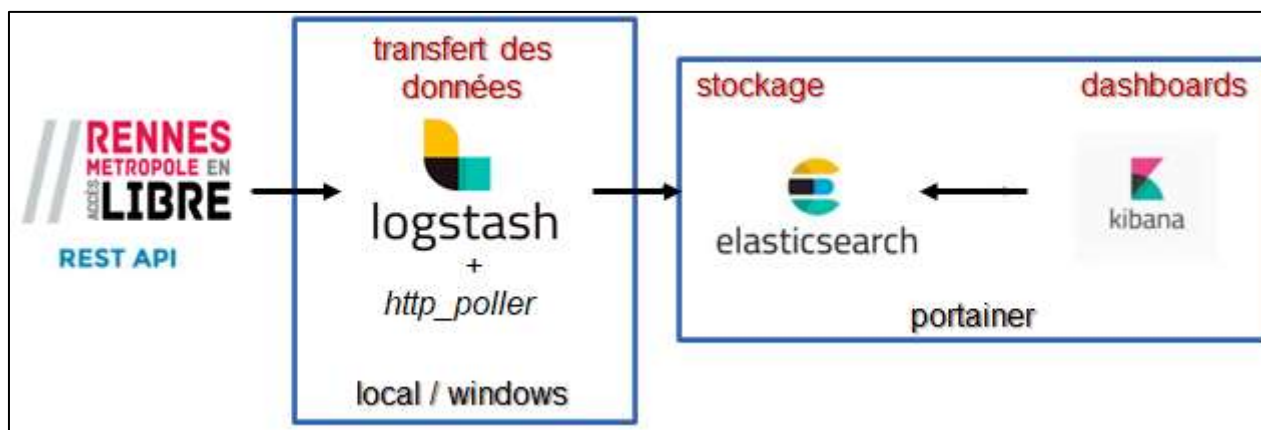 RENNES
METROPOLE EN
ACCÈS
LIBRE
REST API
transfert des
données
logstash
+
http_poller
local / windows
stockage
dashboards
elasticsearch
kibana
portainer